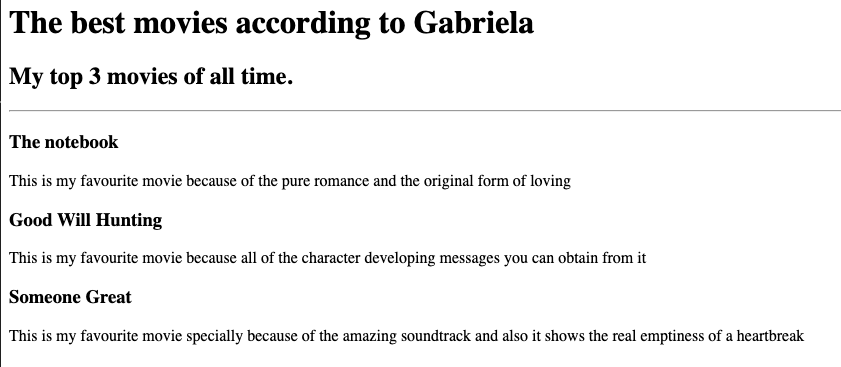 The best movies according to Gabriela
My top 3 movies of all time.
The notebook
This is my favourite movie because of the pure romance and the original form of loving
Good Will Hunting
This is my favourite movie because all of the character developing messages you can obtain from it
Someone Great
This is my favourite movie specially because of the amazing soundtrack and also it shows the real emptiness of a heartbreak